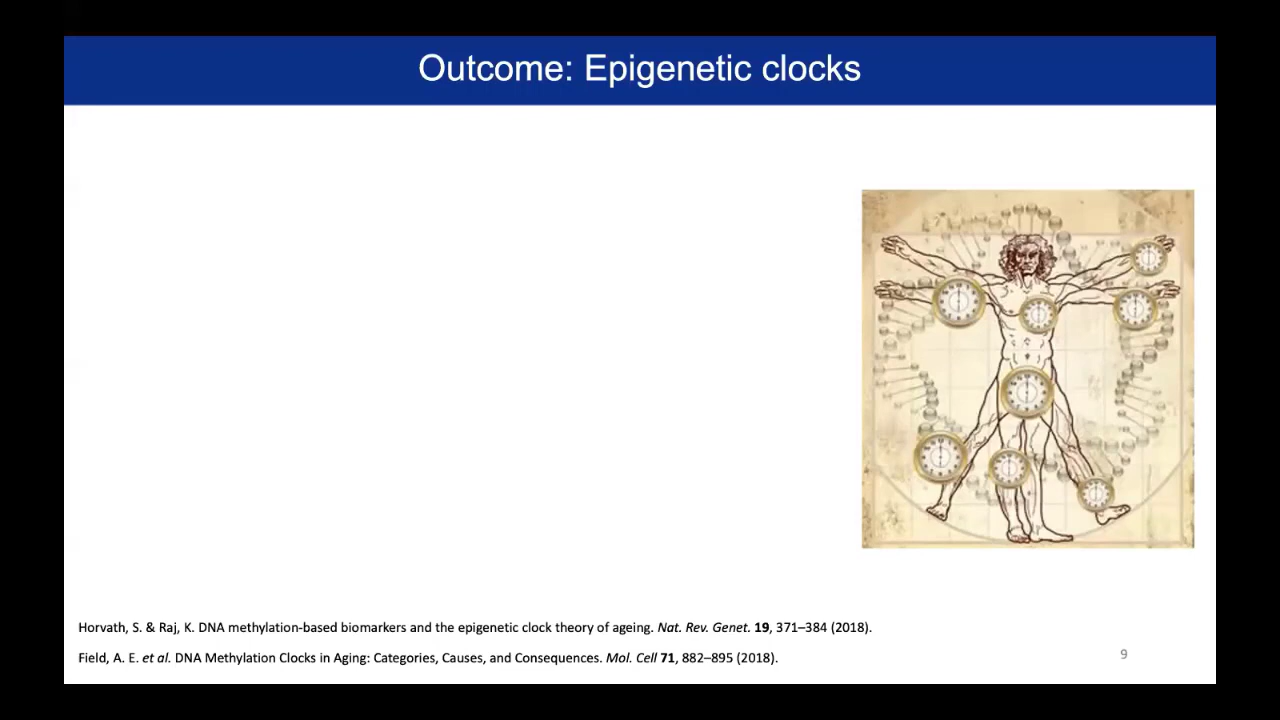 Outcome: Epigenetic clocks
Horvath, S. & Raj, K. DNA methylation-based biomarkers and the epigenetic clock theory of ageing. Nat. Rev. Genet. 19, 371–384 (2018).
Field, A. E. et al. DNA Methylation Clocks in Aging: Categories, Causes, and Consequences. Mol. Cell 71, 882–895 (2018).
9